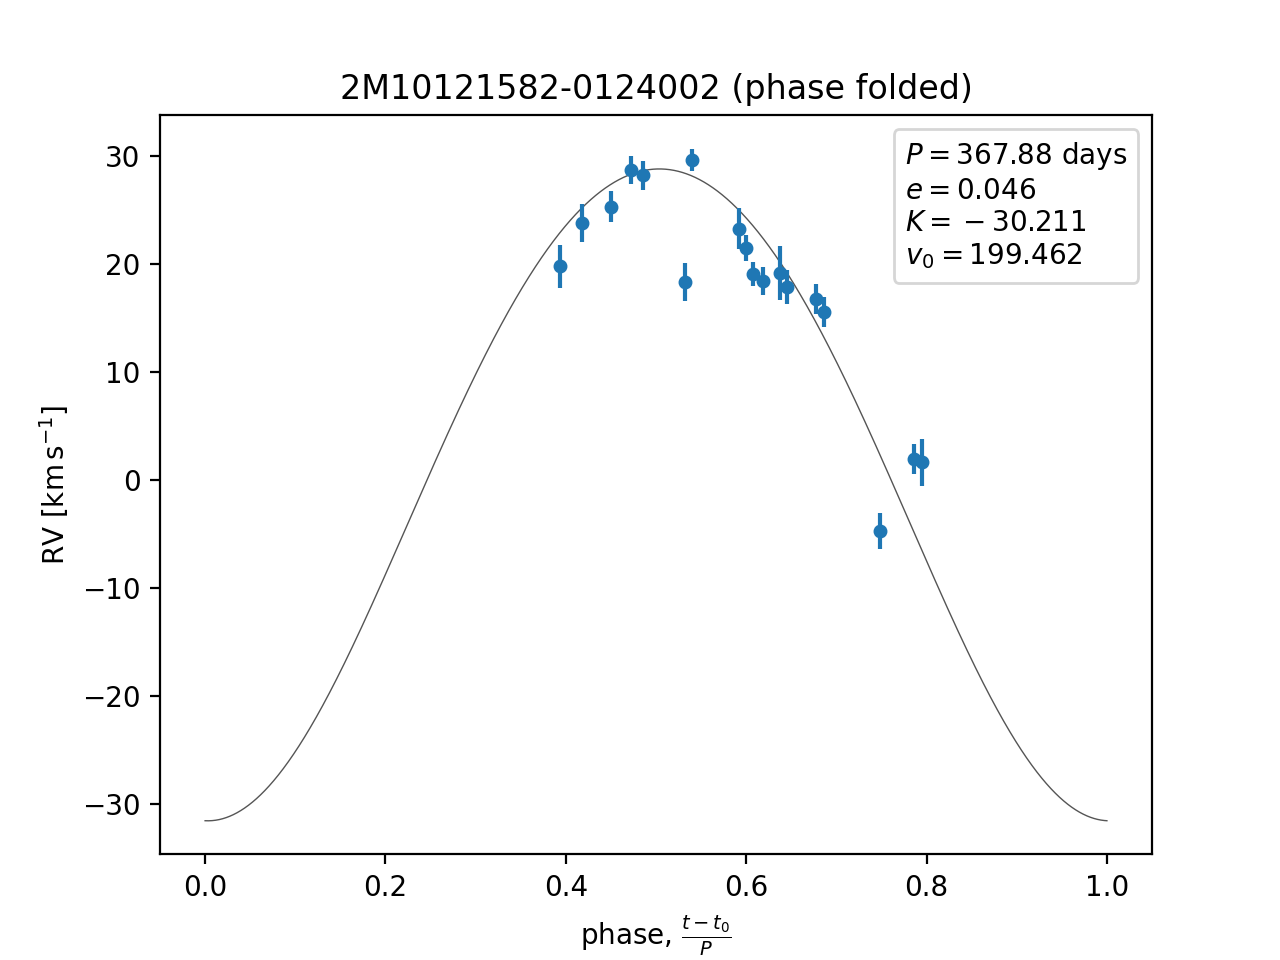 2M10121582-0124002 (phase folded)
P = 367.88 days
e = 0.046
K = −30.211
v₀ = 199.462
RV [km s⁻¹]
30
20
10
0
−10
−20
−30
0.0 0.2 0.4 0.6 0.8 1.0
phase, (t − t₀)/P